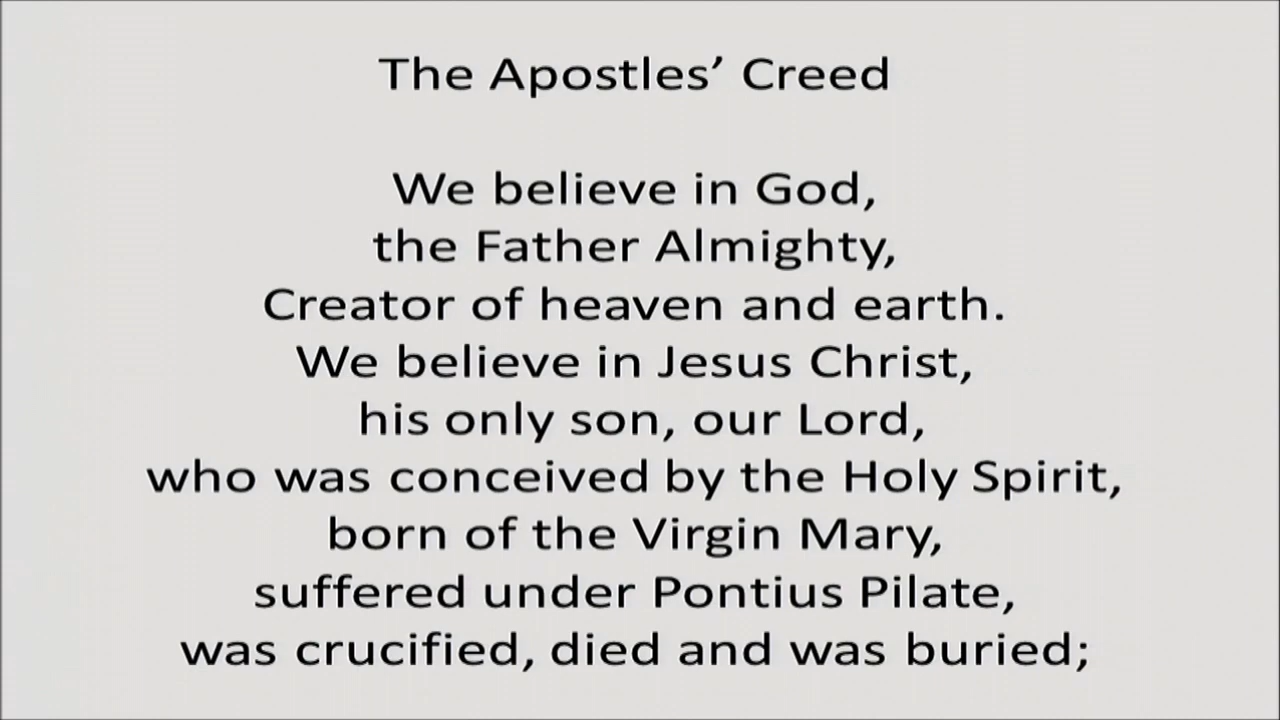 The Apostles’ Creed
We believe in God,
the Father Almighty,
Creator of heaven and earth.
We believe in Jesus Christ,
his only son, our Lord,
who was conceived by the Holy Spirit,
born of the Virgin Mary,
suffered under Pontius Pilate,
was crucified, died and was buried;